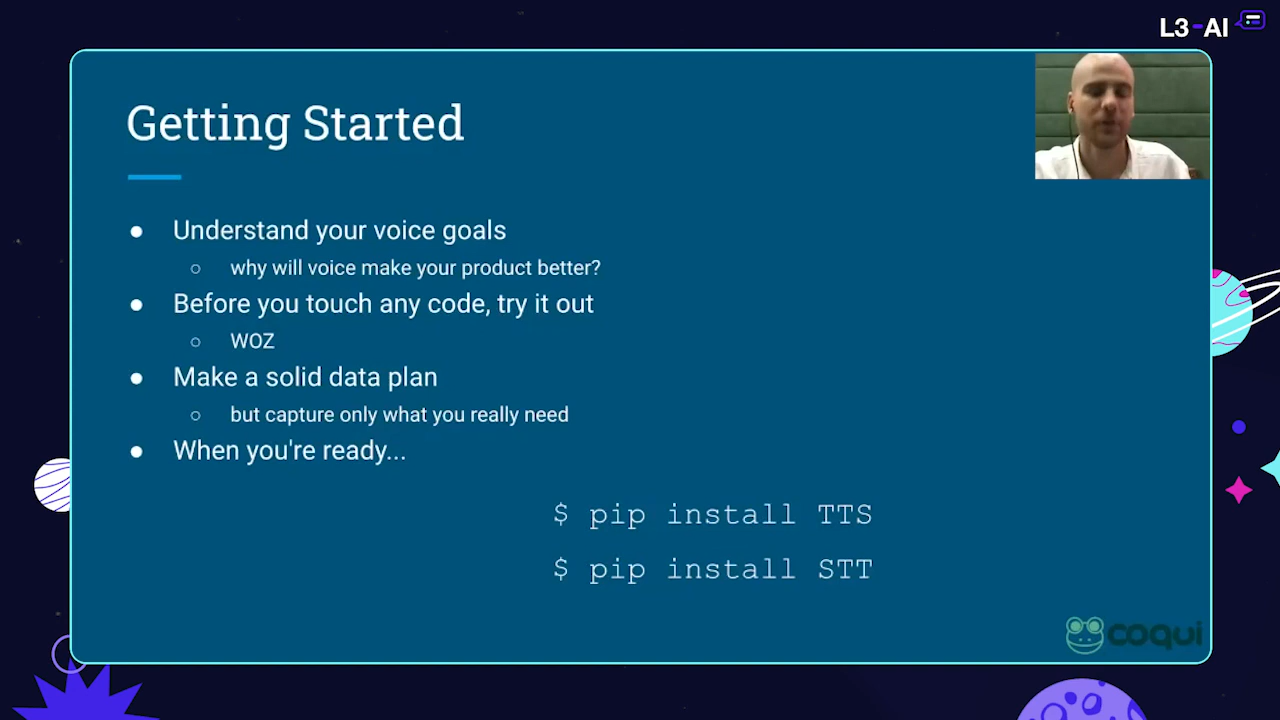 L3-AI
Getting Started
Understand your voice goals
why will voice make your product better?
Before you touch any code, try it out
WOZ
Make a solid data plan
but capture only what you really need
When you're ready...
$ pip install TTS
$ pip install STT
coqui